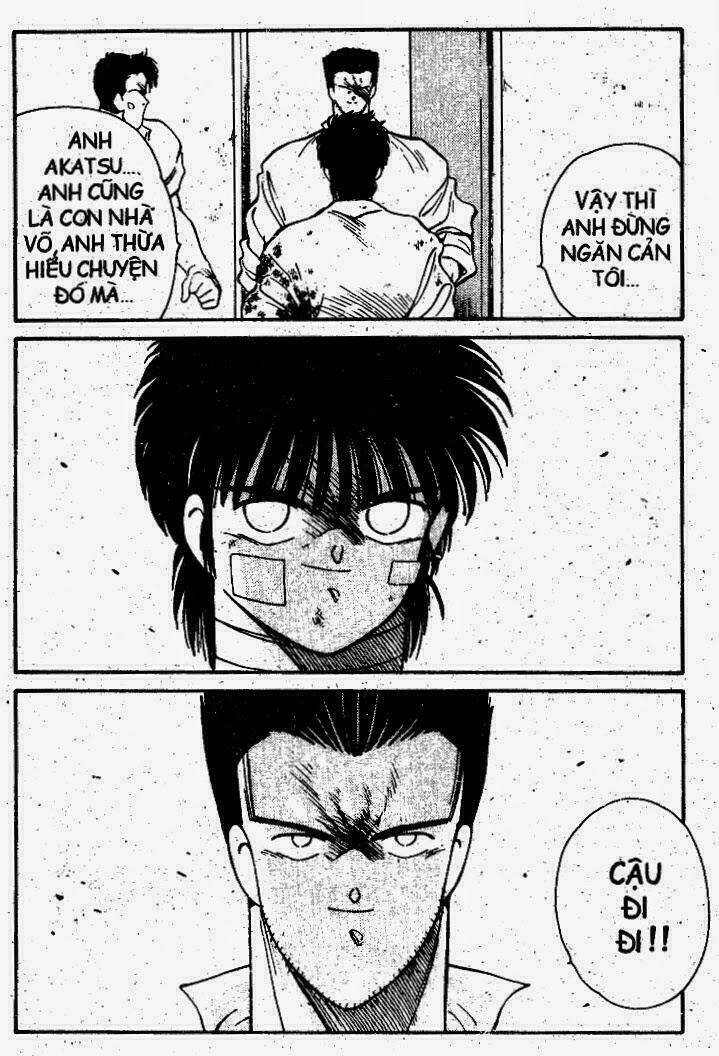 ANH
AKATSU....
ANH CŨNG
LÀ CON NHÀ
VÕ, ANH THỪA
HIỂU CHUYỆN
ĐÓ MÀ...
VẬY THÌ
ANH ĐỪNG
NGĂN CẢN
TÔI...
CẬU
ĐI
ĐI!!